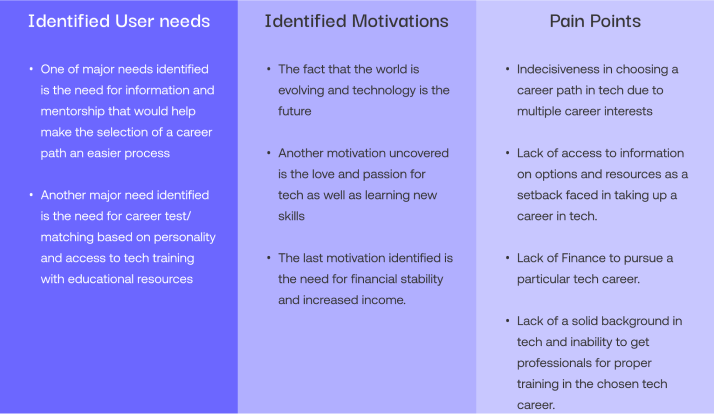 Identified User needs
• One of major needs identified
is the need for information and
mentorship that would help
make the selection of a career
path an easier process
• Another major need identified
is the need for career test/
matching based on personality
and access to tech training
with educational resources
Identified Motivations
• The fact that the world is
evolving and technology is the
future
• Another motivation uncovered
is the love and passion for
tech as well as learning new
skills
• The last motivation identified is
the need for financial stability
and increased income.
Pain Points
• Indecisiveness in choosing a
career path in tech due to
multiple career interests
• Lack of access to information
on options and resources as a
setback faced in taking up a
career in tech.
• Lack of Finance to pursue a
particular tech career.
• Lack of a solid background in
tech and inability to get
professionals for proper
training in the chosen tech
career.